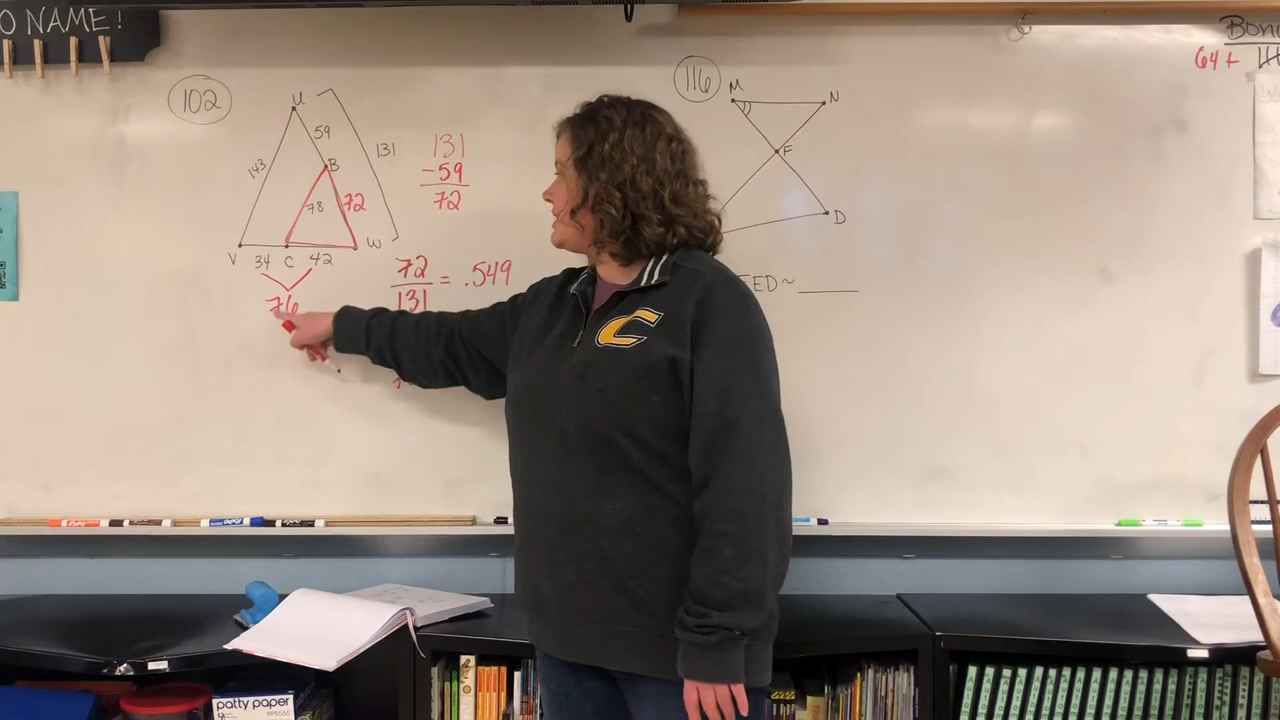 O NAME!
102
U
59
143
131
B
78
72
V 34 C 42 W
76
131
-59
72
72
131 = .549
116
M
N
F
D
FED ~
Bon
64+
C
patty paper